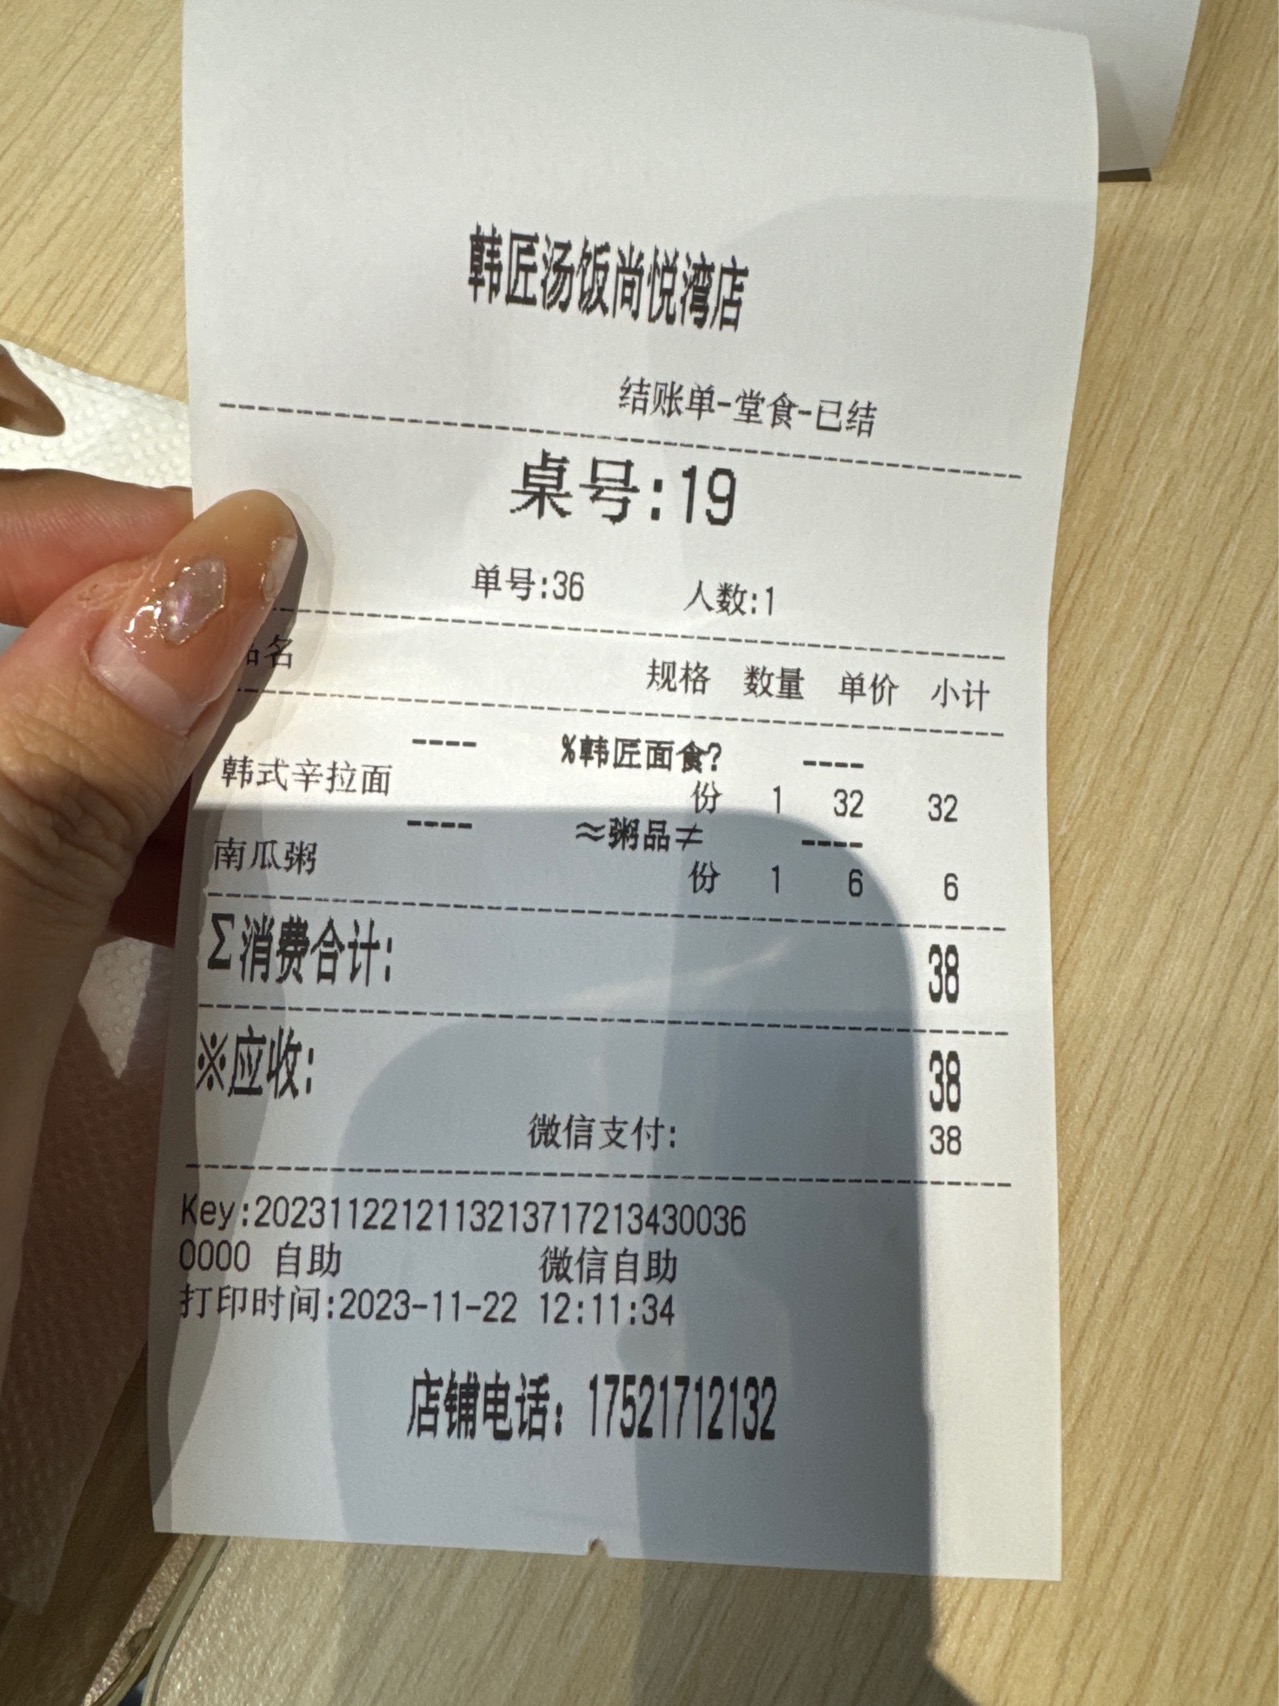 韩匠汤饭尚悦湾店
结账单-堂食-已结
桌号:19
单号:36 人数:1
品名 规格 数量 单价 小计
---- %韩匠面食? ----
韩式辛拉面 份 1 32 32
---- ≈粥品≠ ----
南瓜粥 份 1 6 6
Σ消费合计: 38
※应收: 38
微信支付: 38
Key:20231122121132137172134300​36
0000 自助 微信自助
打印时间:2023-11-22 12:11:34
店铺电话: 17521712132